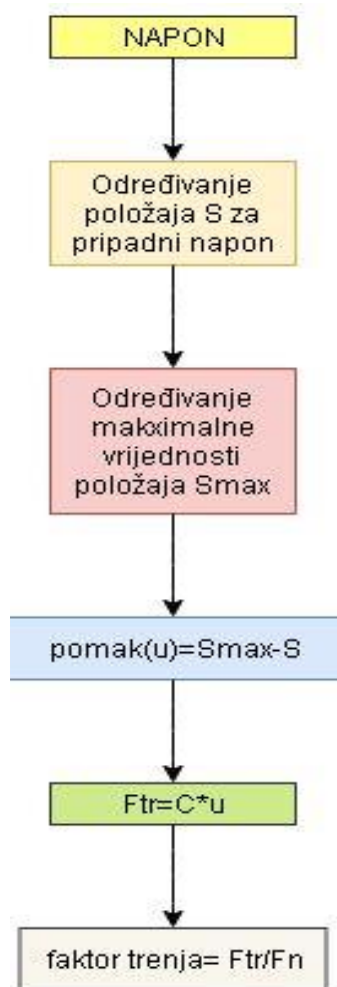 NAPON
Određivanje
položaja S za
pripadni napon
Određivanje
makximalne
vrijednosti
položaja Smax
pomak(u)=Smax-S
Ftr=C*u
faktor trenja= Ftr/Fn